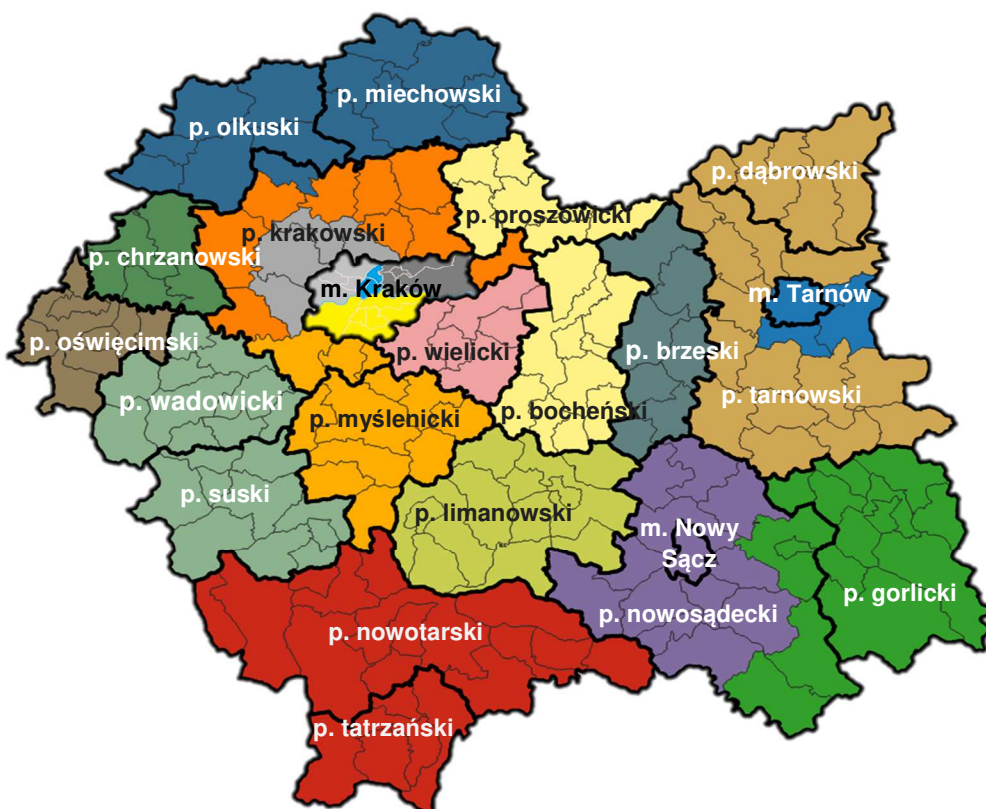 p. miechowski
p. olkuski
p. dąbrowski
p. proszowicki
p. krakowski
p. chrzanowski
m. Kraków
m. Tarnów
p. oświęcimski
p. wielicki
p. brzeski
p. wadowicki
p. tarnowski
p. myślenicki
p. bocheński
p. suski
p. limanowski
m. Nowy
Sącz
p. gorlicki
p. nowosądecki
p. nowotarski
p. tatrzański